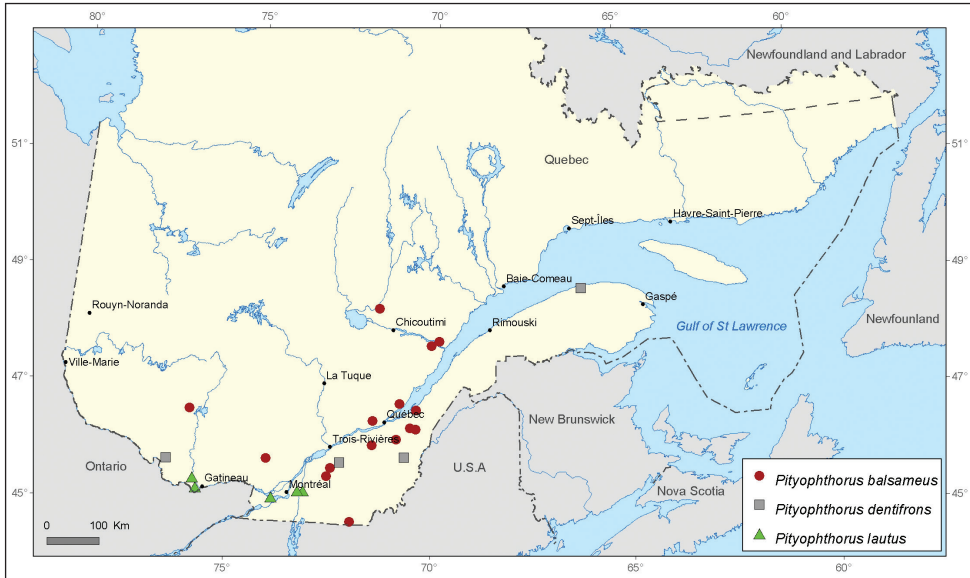 80° 75° 70° 65° 60°
Newfoundland and Labrador
51° 51°
Quebec
Sept-Îles Havre-Saint-Pierre
49° 49°
Baie-Comeau
Rouyn-Noranda
Gaspé
Chicoutimi Rimouski
Gulf of St Lawrence
Newfounland
Ville-Marie
47° 47°
La Tuque
Québec
New Brunswick
Trois-Rivières
Ontario
U.S.A
Gatineau
Montréal
Nova Scotia
45° 45°
Pityophthorus balsameus
Pityophthorus dentifrons
Pityophthorus lautus
0 100 Km
75° 70° 65° 60°